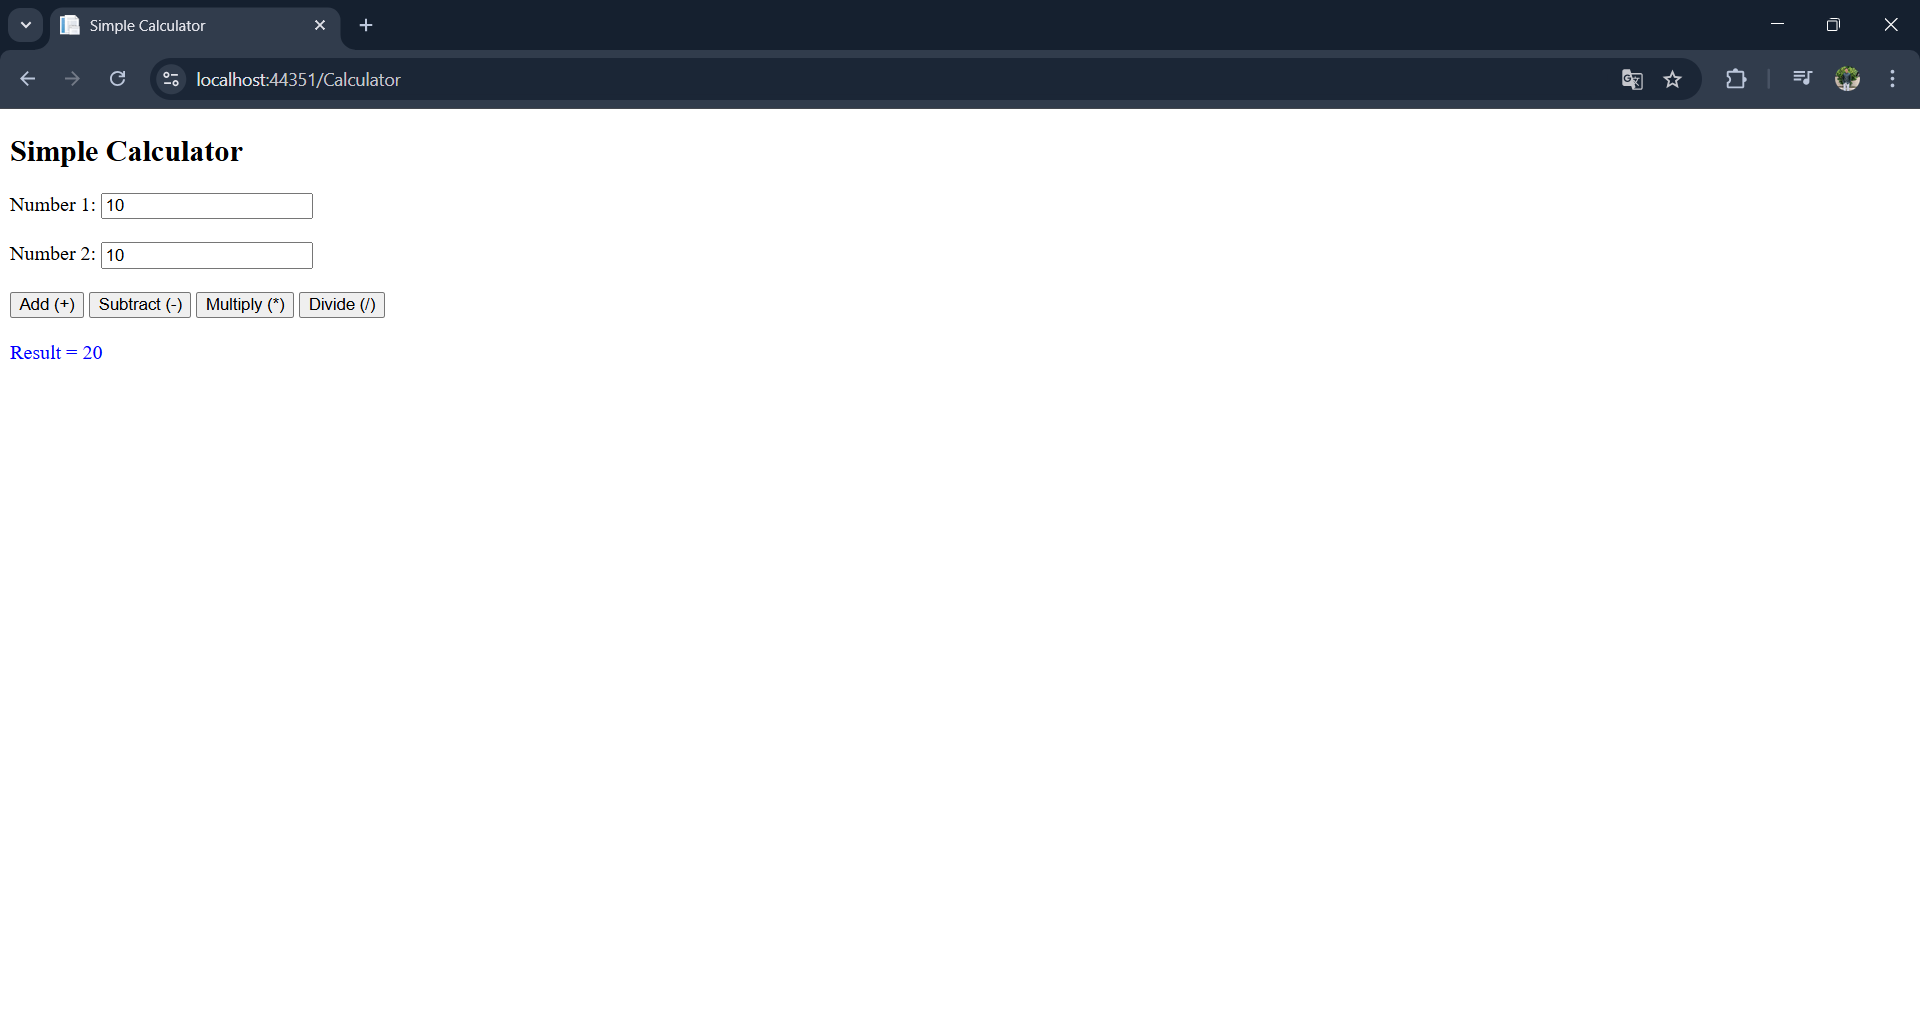 Simple Calculator
localhost:44351/Calculator
Simple Calculator
Number 1: 10
Number 2: 10
Add (+) Subtract (-) Multiply (*) Divide (/)
Result = 20